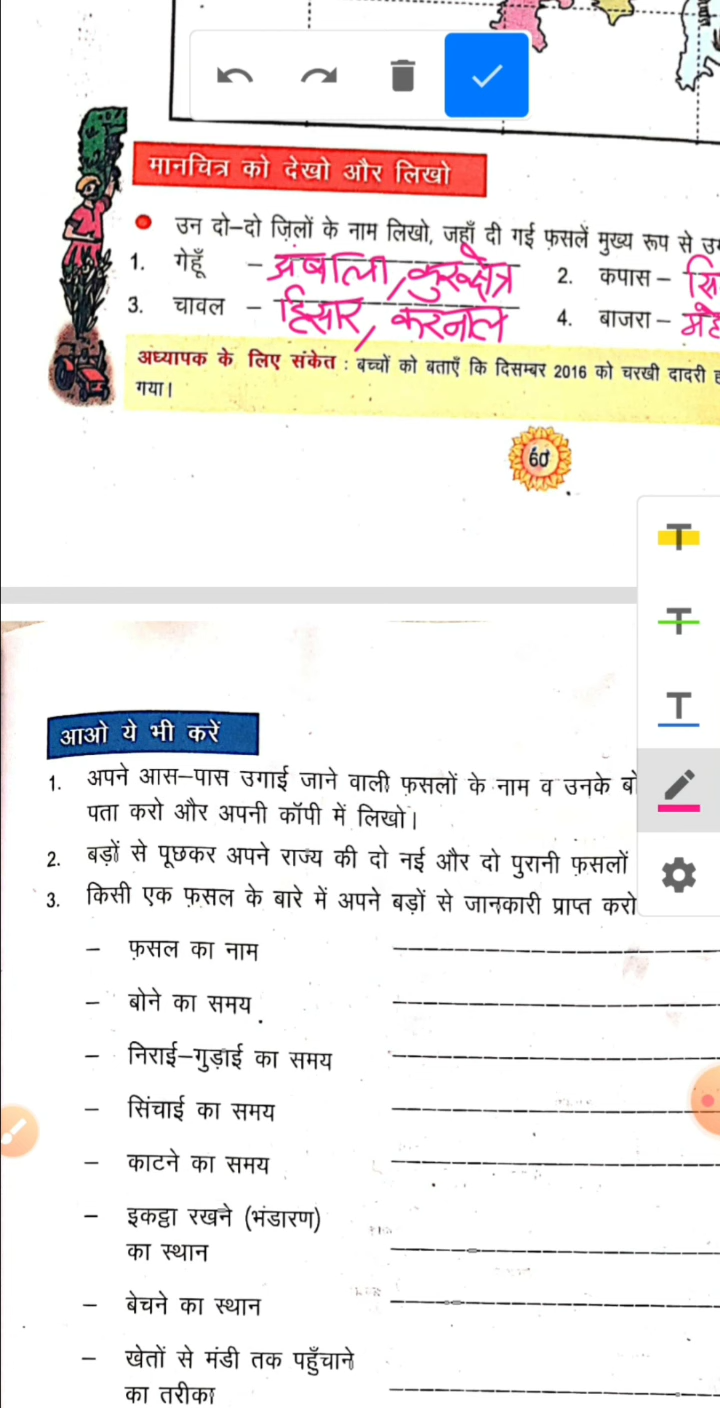 मानचित्र को देखो और लिखो
उन दो-दो ज़िलों के नाम लिखो, जहाँ दी गई फ़सलें मुख्य रूप से
1. गेहूँ - अंबाला, कुरुक्षेत्र 2. कपास -
3. चावल - हिसार, करनाल 4. बाजरा -
अध्यापक के लिए संकेत : बच्चों को बताएँ कि दिसम्बर 2016 को चरखी दादरी
गया।
60
आओ ये भी करें
1. अपने आस-पास उगाई जाने वाली फ़सलों के नाम व उनके
पता करो और अपनी कॉपी में लिखो।
2. बड़ों से पूछकर अपने राज्य की दो नई और दो पुरानी फ़सलों
3. किसी एक फ़सल के बारे में अपने बड़ों से जानकारी प्राप्त करो
- फ़सल का नाम
- बोने का समय
- निराई-गुड़ाई का समय
- सिंचाई का समय
- काटने का समय
- इकट्ठा रखने (भंडारण)
का स्थान
- बेचने का स्थान
- खेतों से मंडी तक पहुँचाने
का तरीका